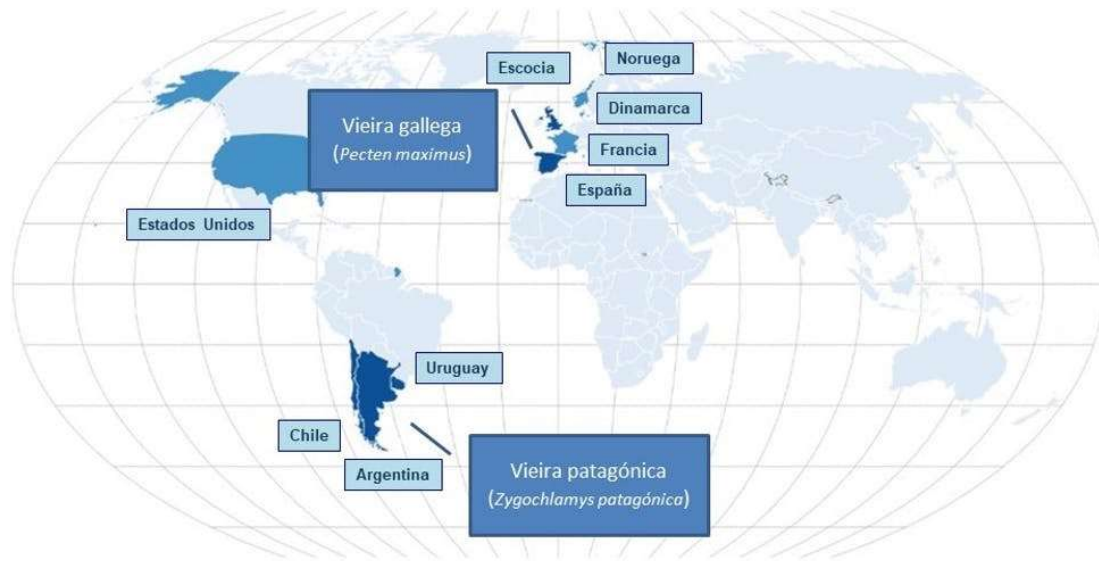 Noruega
Escocia
Vieira gallega
(Pecten maximus)
Dinamarca
Francia
España
Estados Unidos
Uruguay
Chile
Argentina
Vieira patagónica
(Zygochlamys patagónica)